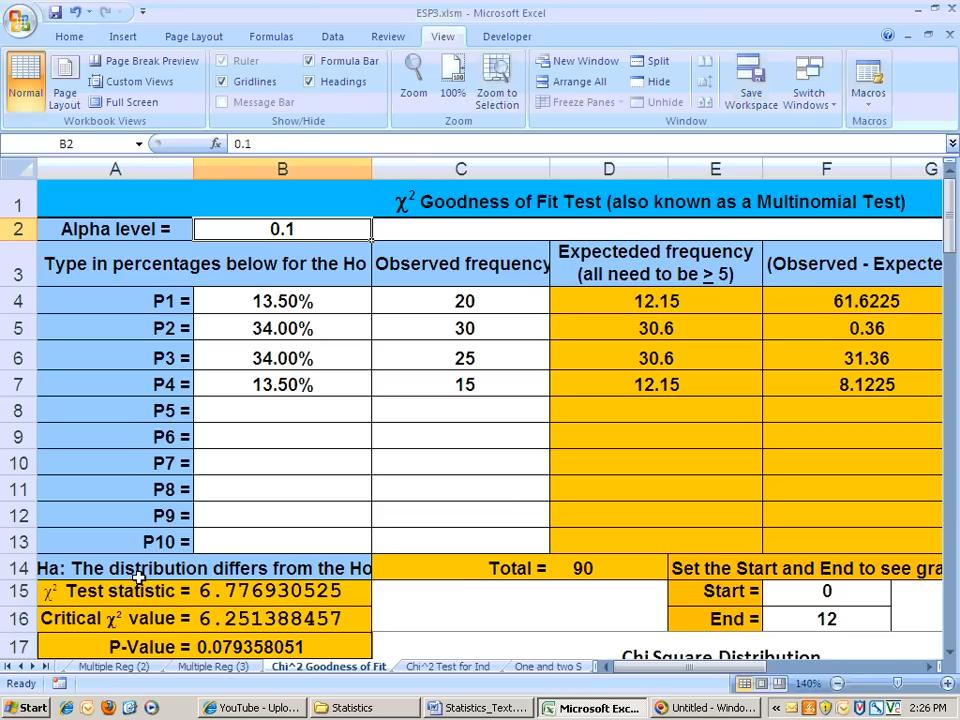 ESP3.xlsm - Microsoft Excel
Home Insert Page Layout Formulas Data Review View Developer
Normal Page Layout Page Break Preview Custom Views Full Screen
Workbook Views
Ruler Formula Bar Gridlines Headings Message Bar
Show/Hide
Zoom 100% Zoom to Selection
Zoom
New Window Arrange All Freeze Panes Split Hide Unhide Save Workspace Switch Windows
Window
Macros
Macros
B2 fx 0.1
A B C D E F G
1 χ² Goodness of Fit Test (also known as a Multinomial Test)
2 Alpha level = 0.1
3 Type in percentages below for the Ho Observed frequency Expecteded frequency (all need to be ≥ 5) (Observed - Expecte
4 P1 = 13.50% 20 12.15 61.6225
5 P2 = 34.00% 30 30.6 0.36
6 P3 = 34.00% 25 30.6 31.36
7 P4 = 13.50% 15 12.15 8.1225
8 P5 =
9 P6 =
10 P7 =
11 P8 =
12 P9 =
13 P10 =
14 Ha: The distribution differs from the Ho Total = 90 Set the Start and End to see gra
15 χ² Test statistic = 6.776930525 Start = 0
16 Critical χ² value = 6.251388457 End = 12
17 P-Value = 0.079358051
Chi Square Distribution
Multiple Reg (2) Multiple Reg (3) Chi^2 Goodness of Fit Chi^2 Test for Ind One and two S
Ready 140%
Start YouTube - Uplo... Statistics Statistics_Text.... Microsoft Exc... Untitled - Windo... 2:26 PM